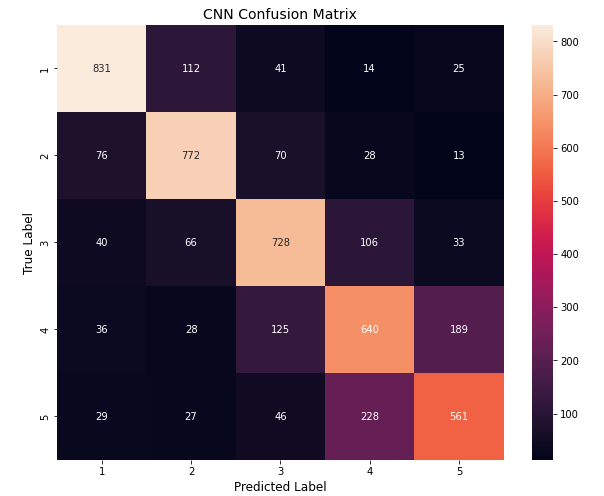 CNN Confusion Matrix
1 831 112 41 14 25
2 76 772 70 28 13
3 40 66 728 106 33
4 36 28 125 640 189
5 29 27 46 228 561
1 2 3 4 5
True Label
Predicted Label
800
700
600
500
400
300
200
100